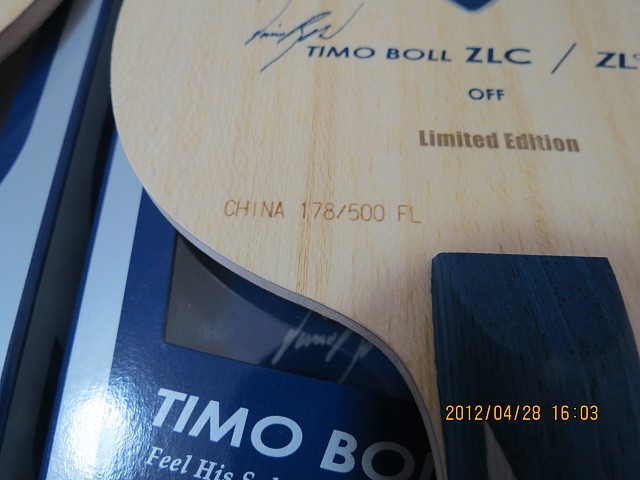 TIMO BOLL ZLC / ZLC
OFF
Limited Edition
CHINA 178/500 FL
TIMO BO
Feel His
2012/04/28 16:03